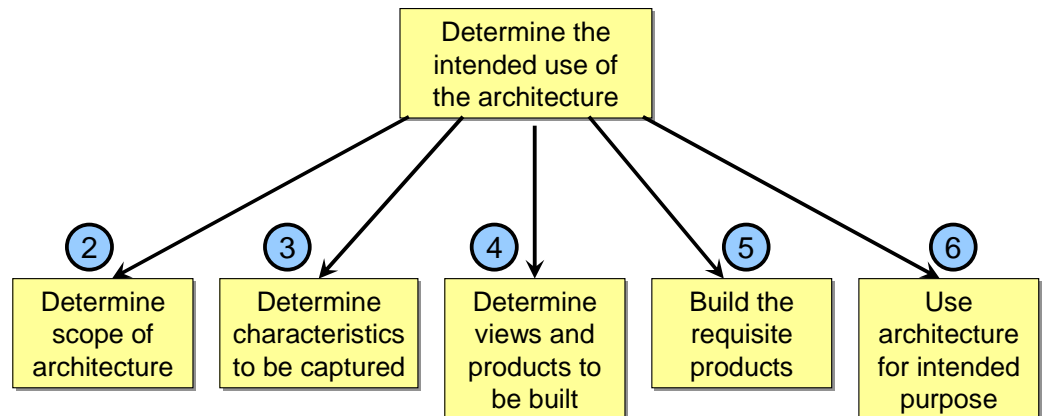 Determine the
intended use of
the architecture
2
3
4
5
6
Determine
scope of
architecture
Determine
characteristics
to be captured
Determine
views and
products to
be built
Build the
requisite
products
Use
architecture
for intended
purpose